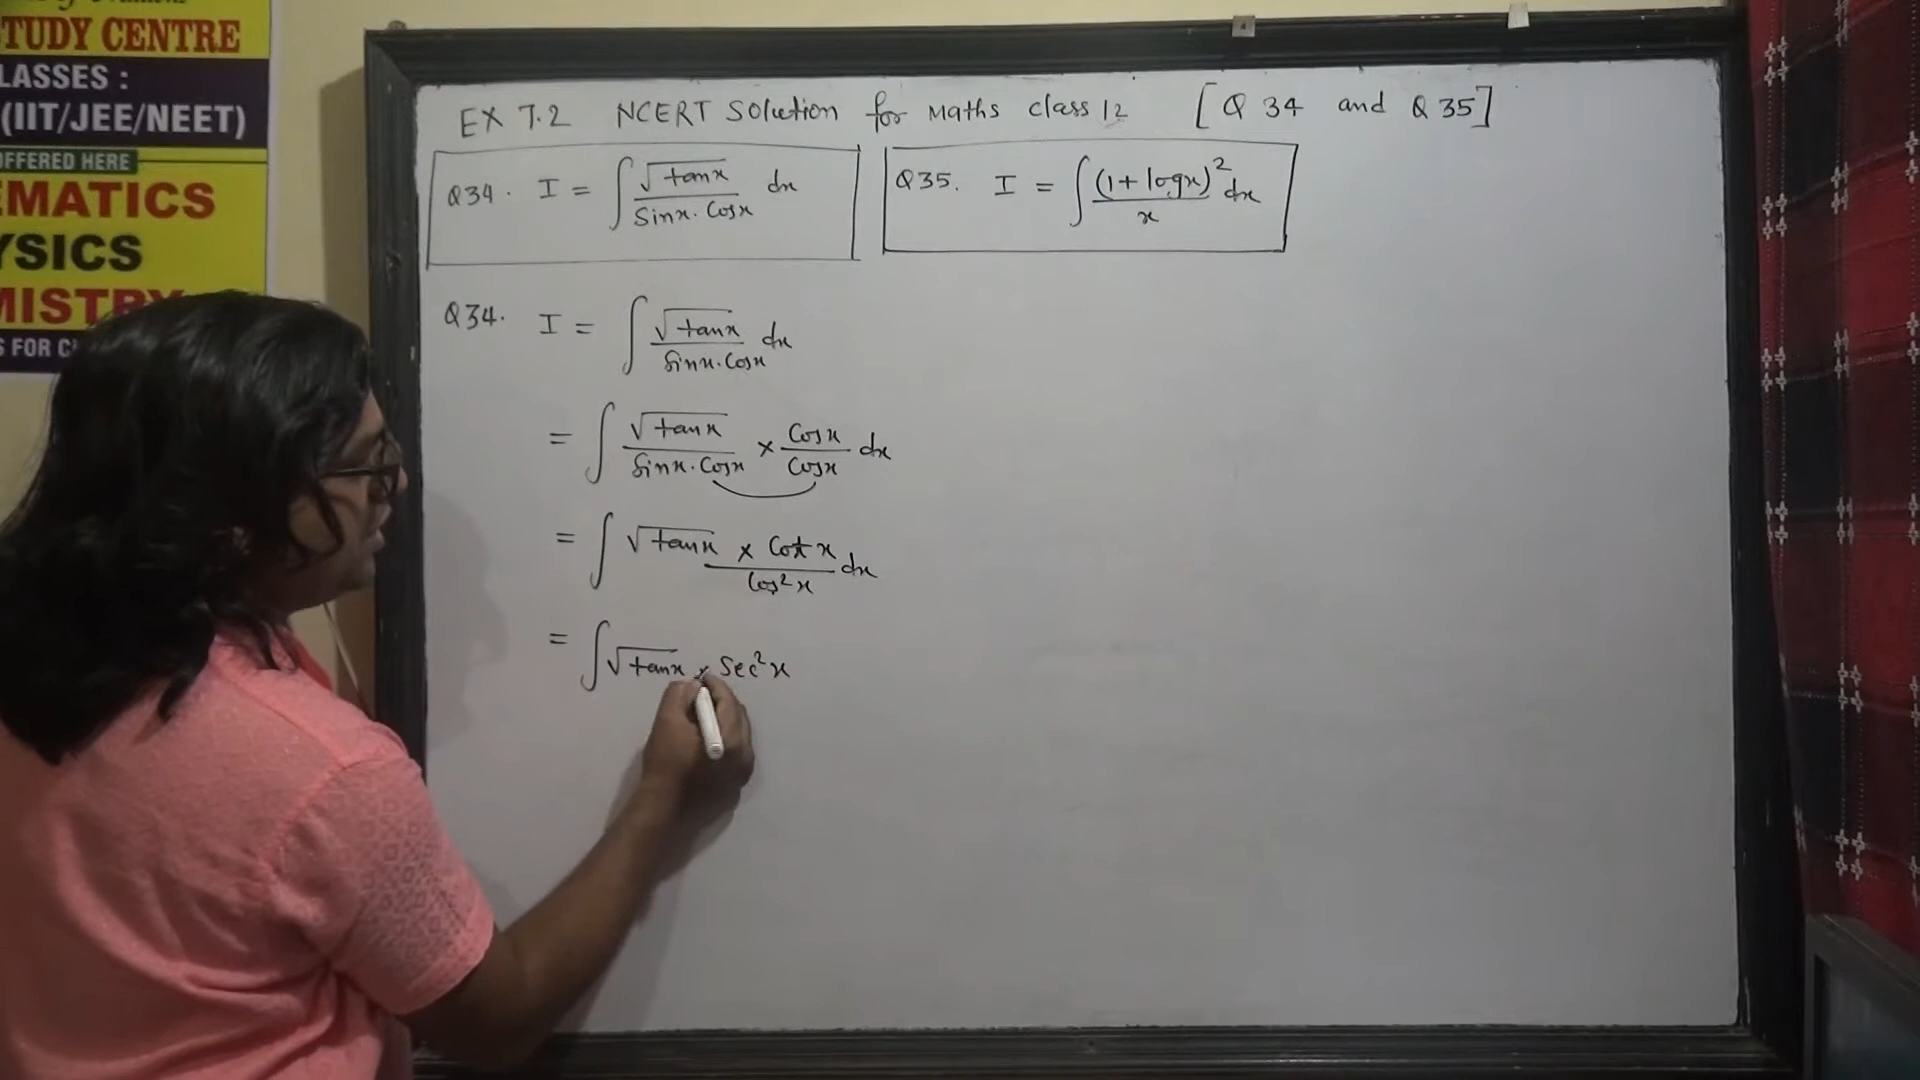 TUDY CENTRE
LASSES :
(IIT/JEE/NEET)
OFFERED HERE
EMATICS
YSICS
MISTRY
S FOR
EX 7.2 NCERT Solution for Maths class 12 [Q 34 and Q 35]
Q34. I = ∫ √tanx / Sinx. Cosx dx
Q35. I = ∫ (1 + logx)² / x dx
Q34. I = ∫ √tanx / Sinx. Cosx dx
= ∫ √tanx / Sinx. Cosx × Cosx / Cosx dx
= ∫ √tanx × Cotx / Cos²x dx
= ∫ √tanx × Sec²x